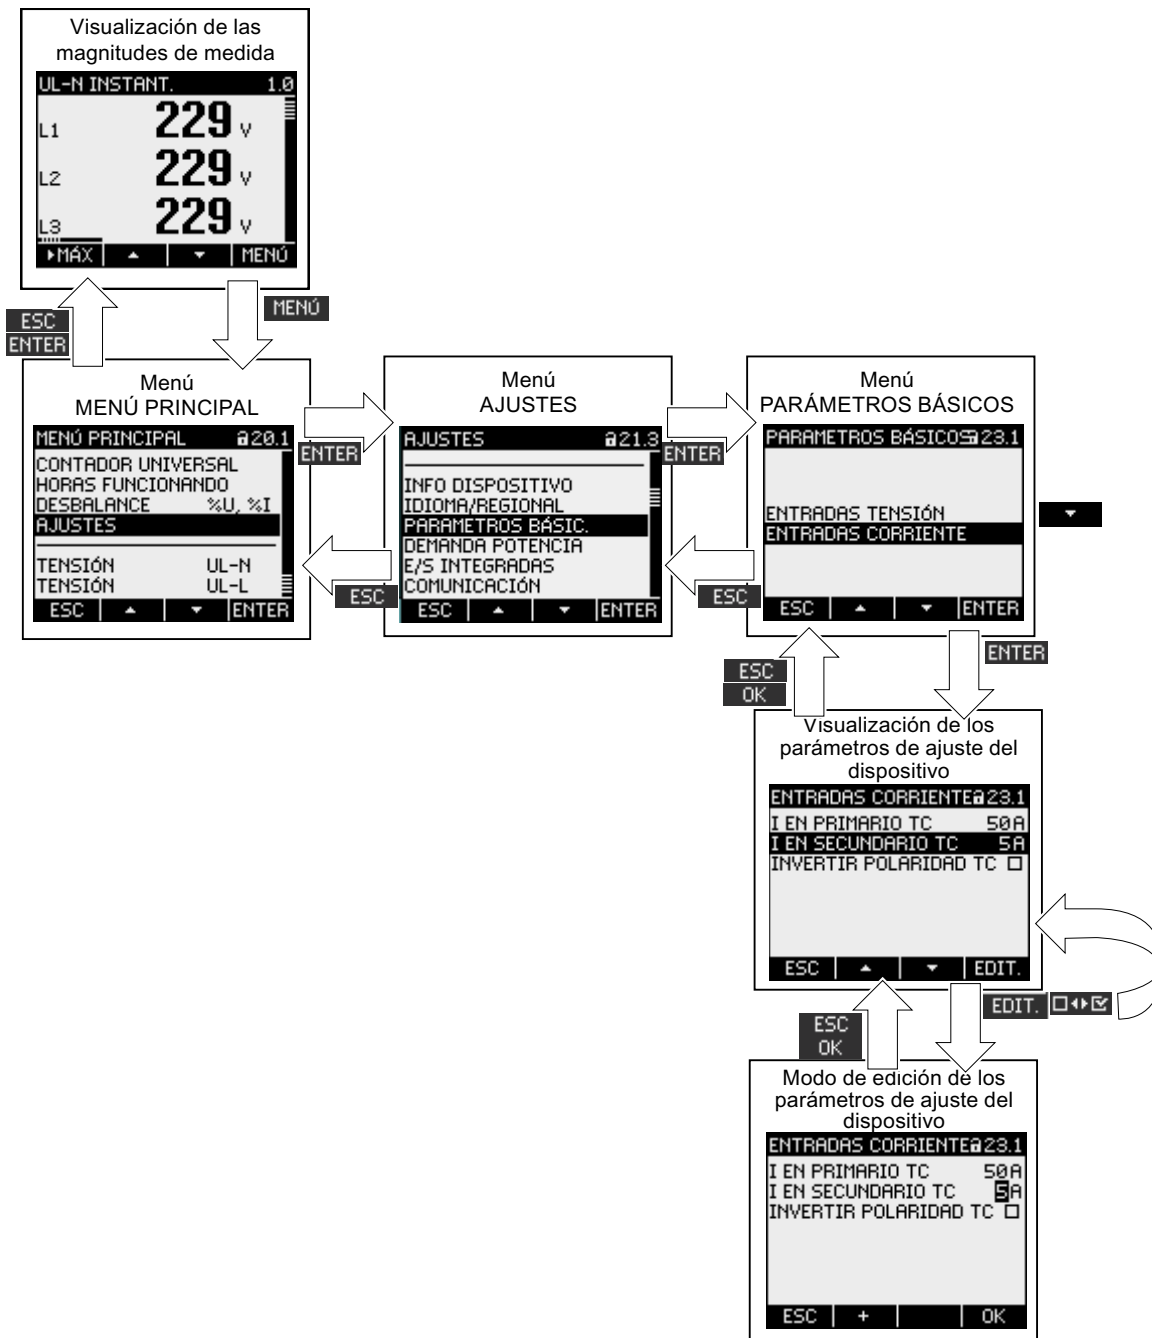 Visualización de las
magnitudes de medida
UL-N INSTANT. 1.0
L1 229 V
L2 229 V
L3 229 V
MÁX MENÚ
ESC
ENTER
MENÚ
Menú
MENÚ PRINCIPAL
MENÚ PRINCIPAL 20.1
CONTADOR UNIVERSAL
HORAS FUNCIONANDO
DESBALANCE %U, %I
AJUSTES
TENSIÓN UL-N
TENSIÓN UL-L
ESC ENTER
ENTER
ESC
Menú
AJUSTES
AJUSTES 21.3
INFO DISPOSITIVO
IDIOMA/REGIONAL
PARAMETROS BÁSIC.
DEMANDA POTENCIA
E/S INTEGRADAS
COMUNICACIÓN
ESC ENTER
ENTER
ESC
Menú
PARÁMETROS BÁSICOS
PARAMETROS BÁSICOS 23.1
ENTRADAS TENSIÓN
ENTRADAS CORRIENTE
ESC ENTER
ESC
OK
ENTER
Visualización de los
parámetros de ajuste del
dispositivo
ENTRADAS CORRIENTE 23.1
I EN PRIMARIO TC 50A
I EN SECUNDARIO TC 5A
INVERTIR POLARIDAD TC
ESC EDIT.
EDIT.
ESC
OK
Modo de edición de los
parámetros de ajuste del
dispositivo
ENTRADAS CORRIENTE 23.1
I EN PRIMARIO TC 50A
I EN SECUNDARIO TC 5A
INVERTIR POLARIDAD TC
ESC + OK